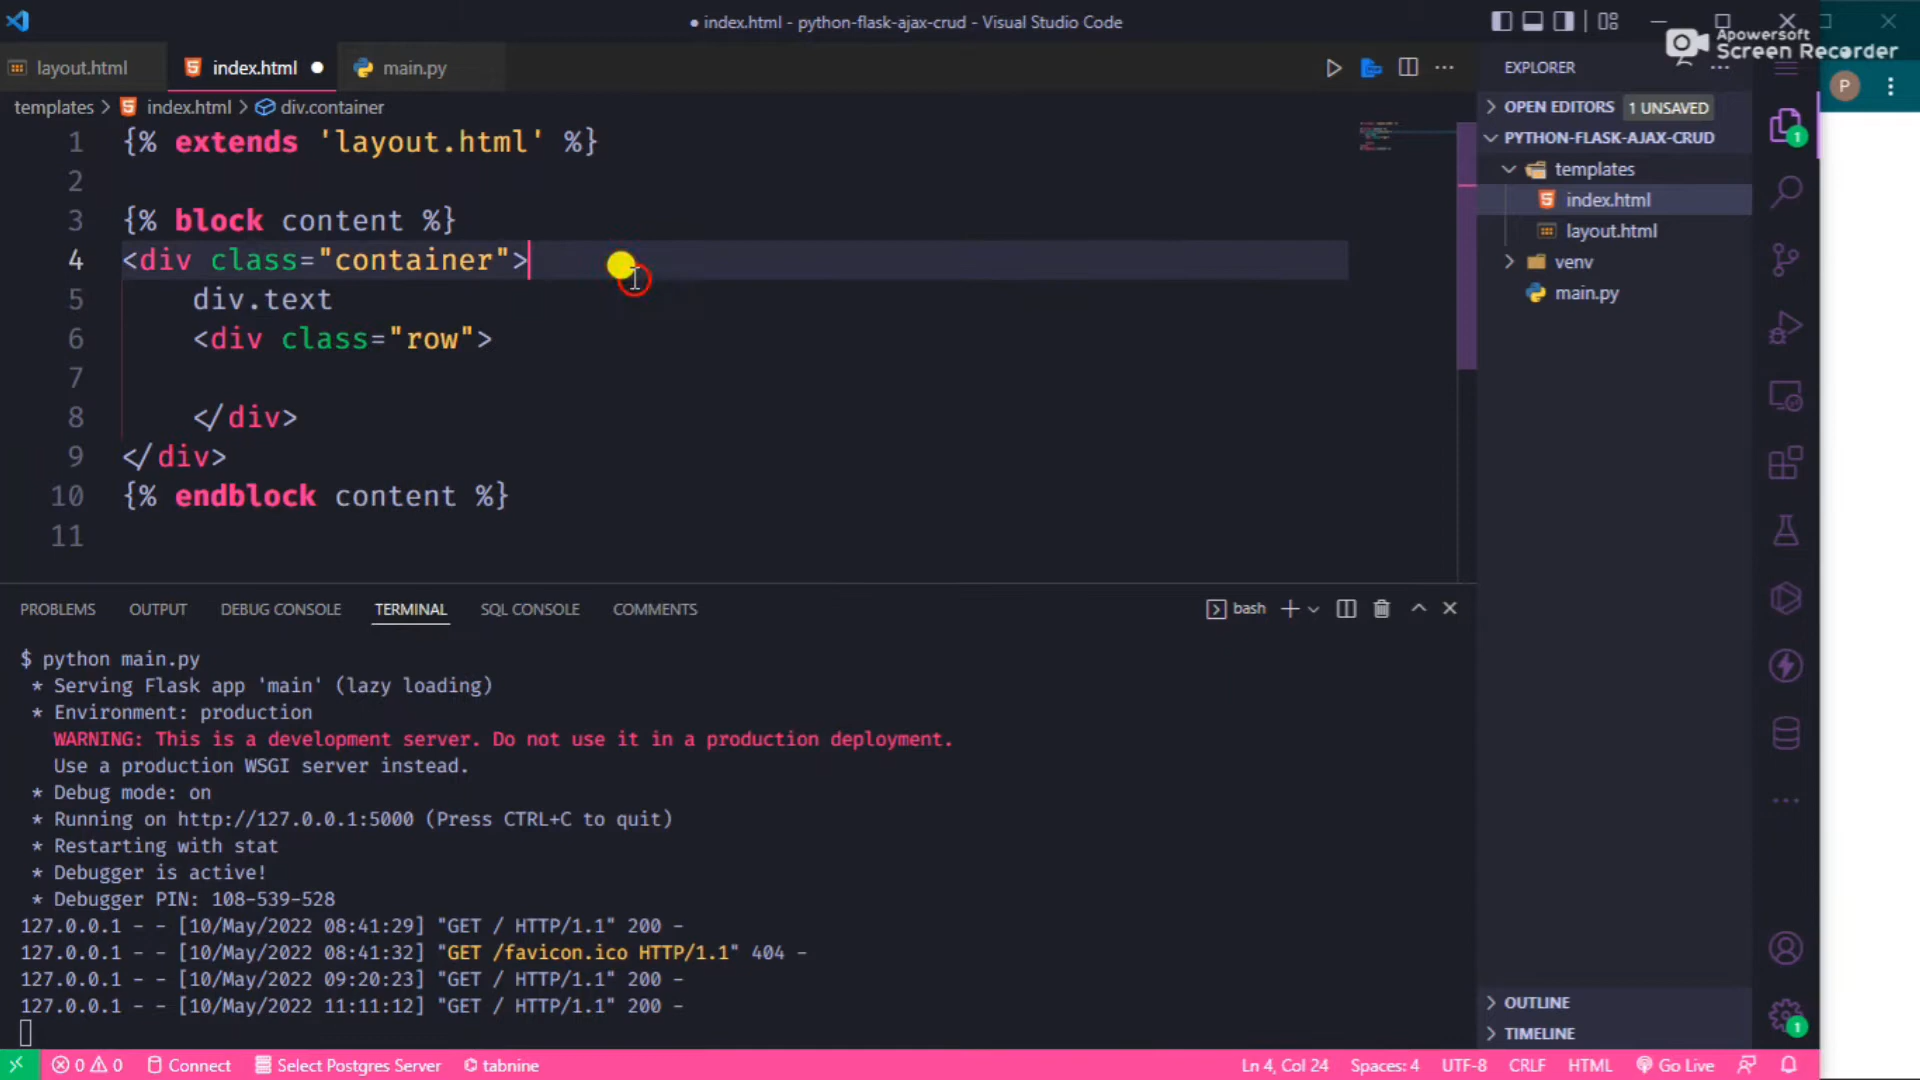 ● index.html - python-flask-ajax-crud - Visual Studio Code
Apowersoft
Screen Recorder
layout.html
index.html ●
main.py
EXPLORER
P
templates > index.html > div.container
OPEN EDITORS 1 UNSAVED
PYTHON-FLASK-AJAX-CRUD
templates
index.html
layout.html
venv
main.py
1
1 {% extends 'layout.html' %}
2
3 {% block content %}
4 <div class="container">
5 div.text
6 <div class="row">
7
8 </div>
9 </div>
10 {% endblock content %}
11
PROBLEMS OUTPUT DEBUG CONSOLE TERMINAL SQL CONSOLE COMMENTS
bash
$ python main.py
* Serving Flask app 'main' (lazy loading)
* Environment: production
WARNING: This is a development server. Do not use it in a production deployment.
Use a production WSGI server instead.
* Debug mode: on
* Running on http://127.0.0.1:5000 (Press CTRL+C to quit)
* Restarting with stat
* Debugger is active!
* Debugger PIN: 108-539-528
127.0.0.1 - - [10/May/2022 08:41:29] "GET / HTTP/1.1" 200 -
127.0.0.1 - - [10/May/2022 08:41:32] "GET /favicon.ico HTTP/1.1" 404 -
127.0.0.1 - - [10/May/2022 09:20:23] "GET / HTTP/1.1" 200 -
127.0.0.1 - - [10/May/2022 11:11:12] "GET / HTTP/1.1" 200 -
OUTLINE
TIMELINE
1
0 0 Connect Select Postgres Server tabnine
Ln 4, Col 24 Spaces: 4 UTF-8 CRLF HTML Go Live